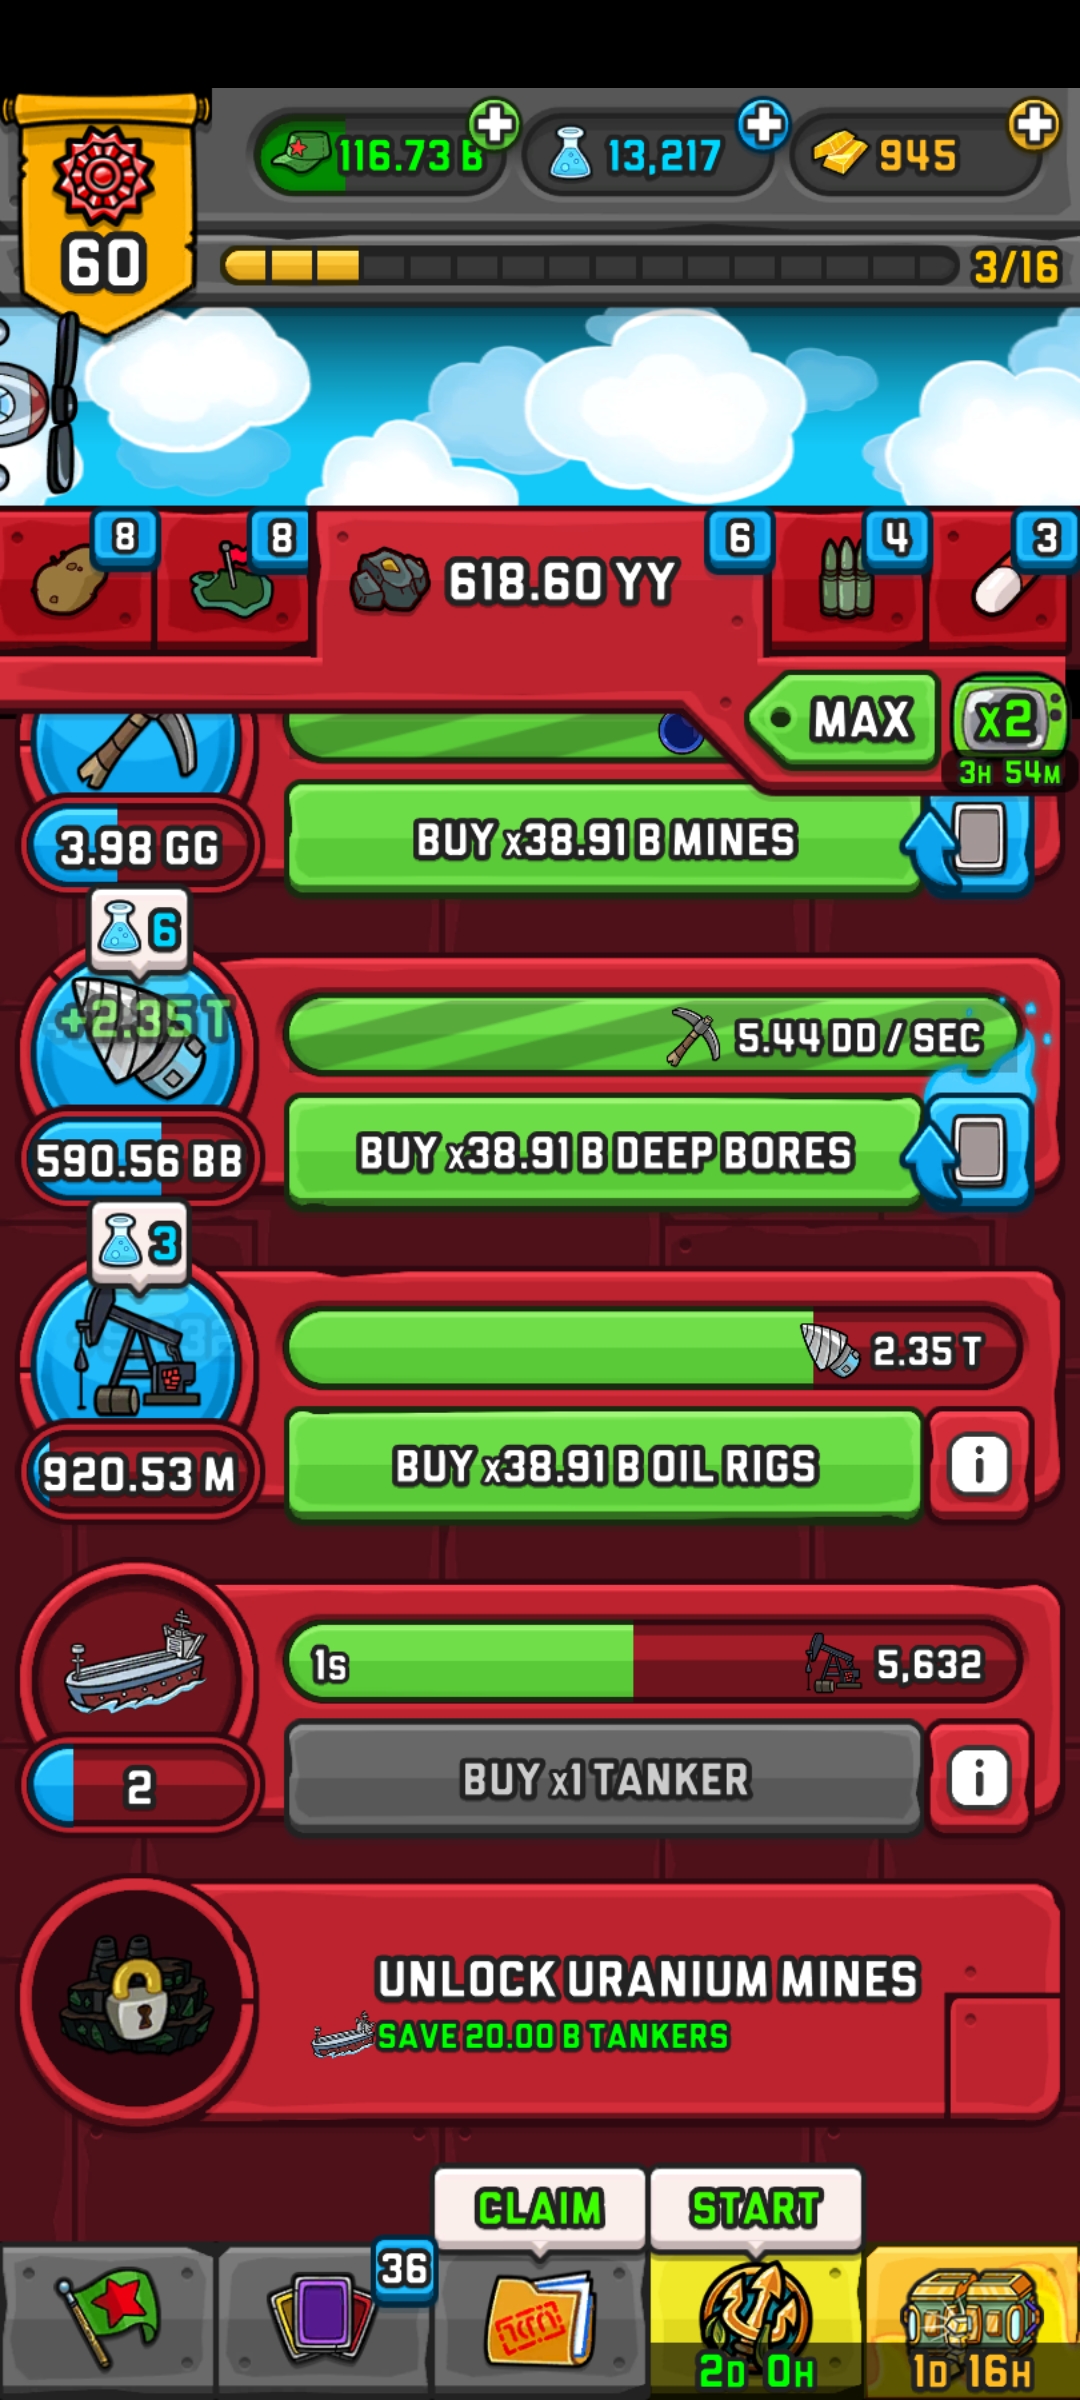 116.73 B
13,217
945
60
3/16
8
8
618.60 YY
6
4
3
MAX
x2
3H 54M
3.98 GG
BUY x38.91 B MINES
6
+2.35 T
5.44 DD / SEC
590.56 BB
BUY x38.91 B DEEP BORES
3
2.35 T
920.53 M
BUY x38.91 B OIL RIGS
i
1s
5,632
2
BUY x1 TANKER
i
UNLOCK URANIUM MINES
SAVE 20.00 B TANKERS
CLAIM
START
36
2D 0H
1D 16H